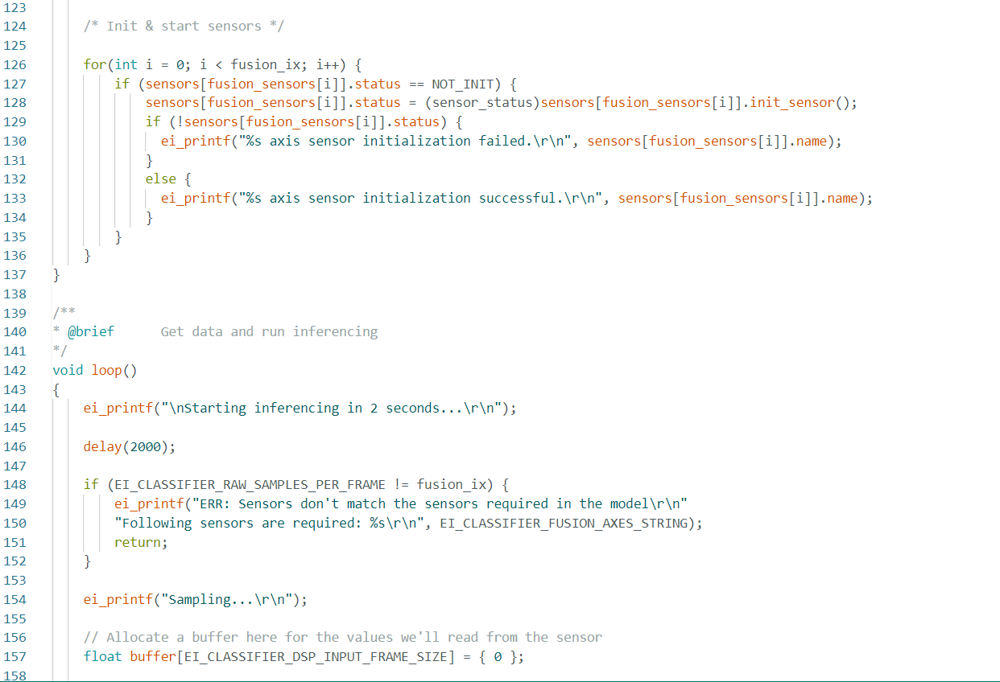 123
124 /* Init & start sensors */
125
126 for(int i = 0; i < fusion_ix; i++) {
127 if (sensors[fusion_sensors[i]].status == NOT_INIT) {
128 sensors[fusion_sensors[i]].status = (sensor_status)sensors[fusion_sensors[i]].init_sensor();
129 if (!sensors[fusion_sensors[i]].status) {
130 ei_printf("%s axis sensor initialization failed.\r\n", sensors[fusion_sensors[i]].name);
131 }
132 else {
133 ei_printf("%s axis sensor initialization successful.\r\n", sensors[fusion_sensors[i]].name);
134 }
135 }
136 }
137 }
138
139 /**
140 * @brief Get data and run inferencing
141 */
142 void loop()
143 {
144 ei_printf("\nStarting inferencing in 2 seconds...\r\n");
145
146 delay(2000);
147
148 if (EI_CLASSIFIER_RAW_SAMPLES_PER_FRAME != fusion_ix) {
149 ei_printf("ERR: Sensors don't match the sensors required in the model\r\n"
150 "Following sensors are required: %s\r\n", EI_CLASSIFIER_FUSION_AXES_STRING);
151 return;
152 }
153
154 ei_printf("Sampling...\r\n");
155
156 // Allocate a buffer here for the values we'll read from the sensor
157 float buffer[EI_CLASSIFIER_DSP_INPUT_FRAME_SIZE] = { 0 };
158